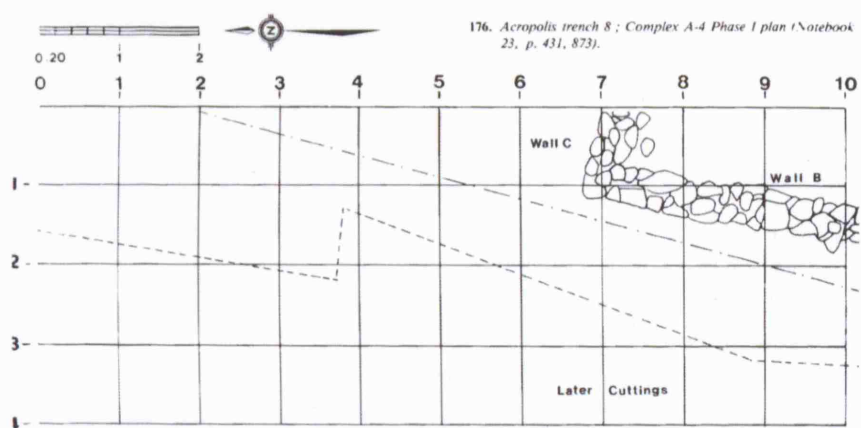 176. Acropolis trench 8 ; Complex A-4 Phase I plan (Notebook
23, p. 431, 873).
Z
0 .20 1 2
0 1 2 3 4 5 6 7 8 9 10
Wall C
Wall B
1
2
3
Later Cuttings